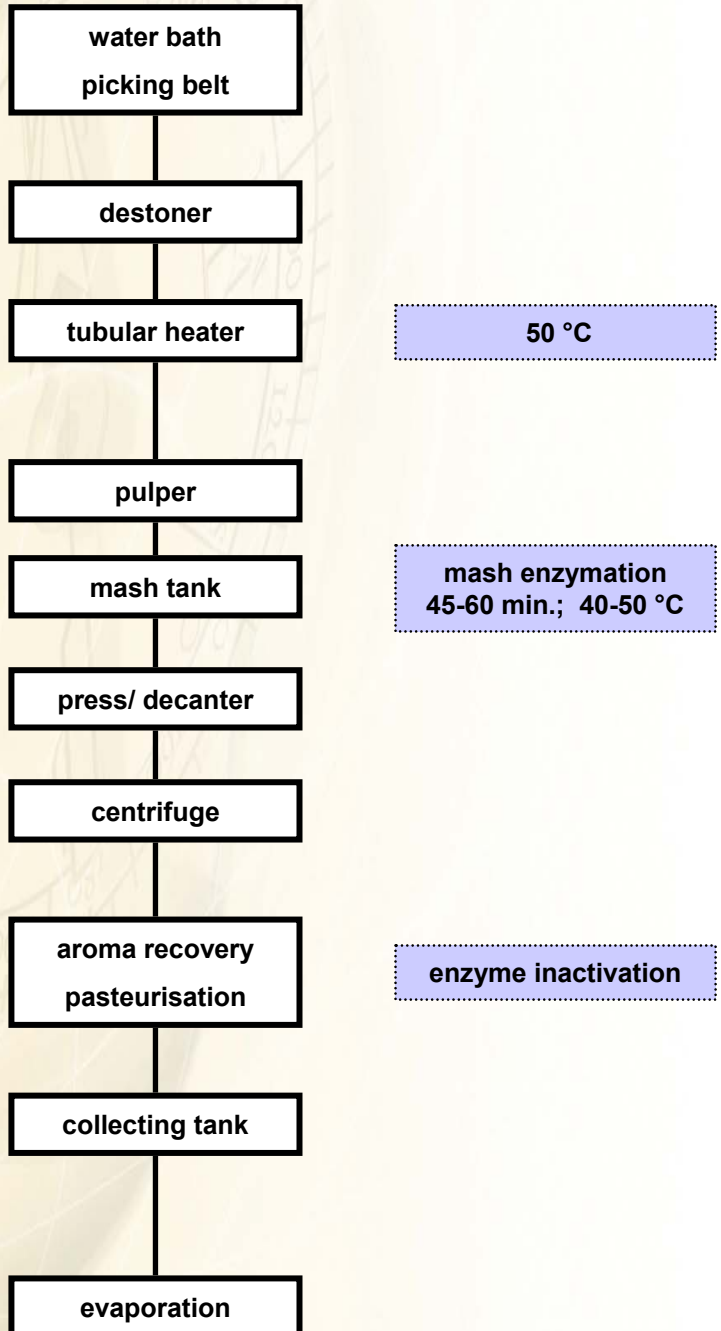 water bath
picking belt
destoner
tubular heater
50 °C
pulper
mash tank
mash enzymation
45-60 min.; 40-50 °C
press/ decanter
centrifuge
aroma recovery
pasteurisation
enzyme inactivation
collecting tank
evaporation